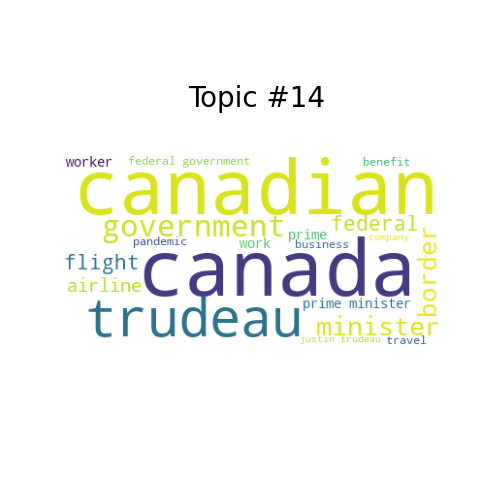 Topic #14
worker federal government benefit
canadian
government federal
prime
pandemic work business company
border
flight canada
airline
trudeau prime minister
minister
justin trudeau travel